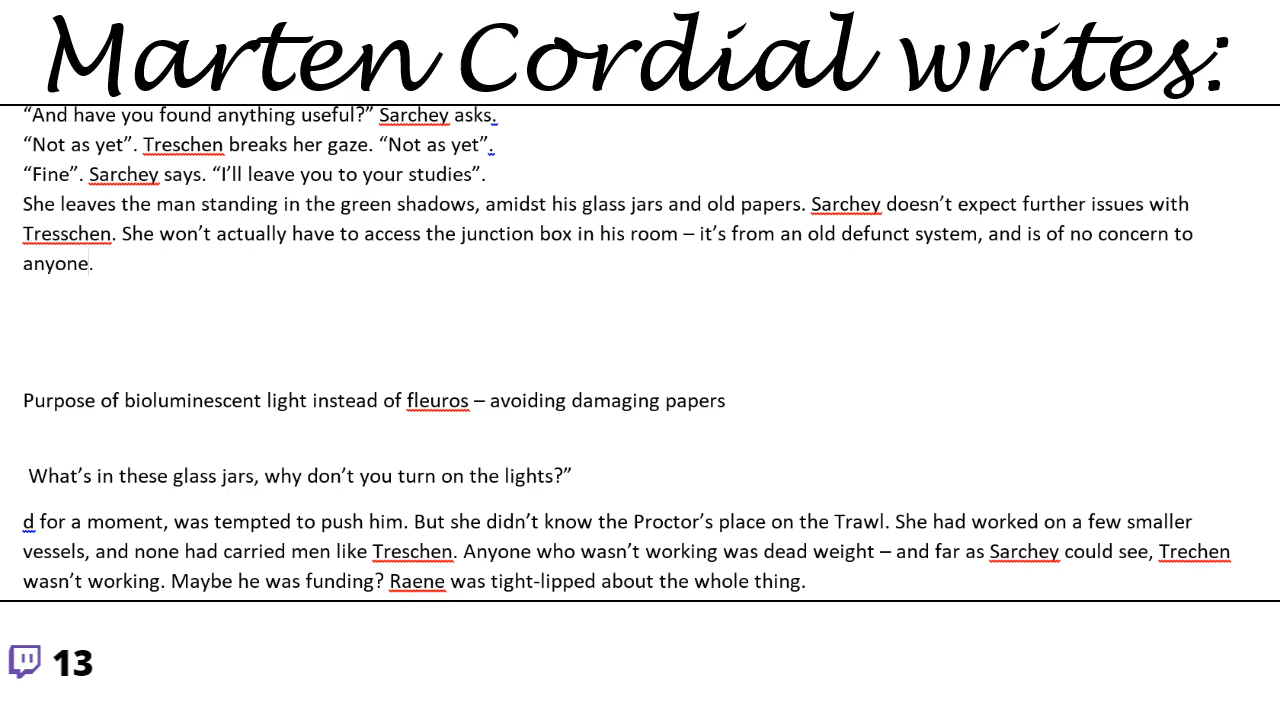 Marten Cordial writes:
“And have you found anything useful?” Sarchey asks.
“Not as yet”. Treschen breaks her gaze. “Not as yet”.
“Fine”. Sarchey says. “I’ll leave you to your studies”.
She leaves the man standing in the green shadows, amidst his glass jars and old papers. Sarchey doesn’t expect further issues with
Tresschen. She won’t actually have to access the junction box in his room – it’s from an old defunct system, and is of no concern to
anyone.
Purpose of bioluminescent light instead of fleuros – avoiding damaging papers
What’s in these glass jars, why don’t you turn on the lights?”
d for a moment, was tempted to push him. But she didn’t know the Proctor’s place on the Trawl. She had worked on a few smaller
vessels, and none had carried men like Treschen. Anyone who wasn’t working was dead weight – and far as Sarchey could see, Trechen
wasn’t working. Maybe he was funding? Raene was tight-lipped about the whole thing.
13